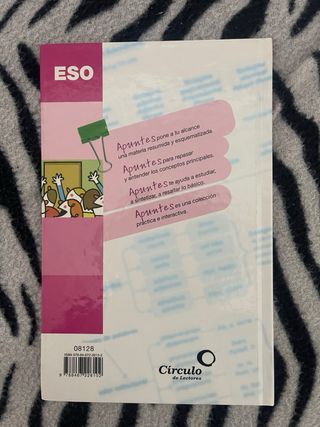 ESO
Apuntes pone a tu alcance
una materia resumida y esquematizada.
Apuntes para repasar
y entender los conceptos principales.
Apuntes te ayuda a estudiar,
a sintetizar, a resaltar lo básico.
Apuntes es una colección
práctica e interactiva.
08128
Círculo
de Lectores